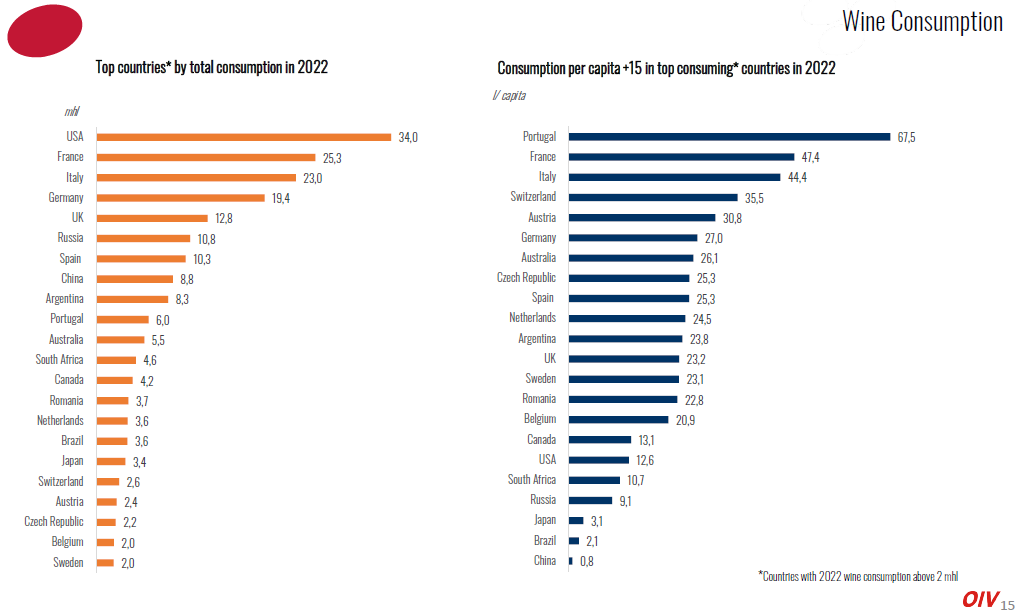 Wine Consumption
Top countries* by total consumption in 2022
mhl
USA 34,0
France 25,3
Italy 23,0
Germany 19,4
UK 12,8
Russia 10,8
Spain 10,3
China 8,8
Argentina 8,3
Portugal 6,0
Australia 5,5
South Africa 4,6
Canada 4,2
Romania 3,7
Netherlands 3,6
Brazil 3,6
Japan 3,4
Switzerland 2,6
Austria 2,4
Czech Republic 2,2
Belgium 2,0
Sweden 2,0
Consumption per capita +15 in top consuming* countries in 2022
l/ capita
Portugal 67,5
France 47,4
Italy 44,4
Switzerland 35,5
Austria 30,8
Germany 27,0
Australia 26,1
Czech Republic 25,3
Spain 25,3
Netherlands 24,5
Argentina 23,8
UK 23,2
Sweden 23,1
Romania 22,8
Belgium 20,9
Canada 13,1
USA 12,6
South Africa 10,7
Russia 9,1
Japan 3,1
Brazil 2,1
China 0,8
*Countries with 2022 wine consumption above 2 mhl
OIV 15